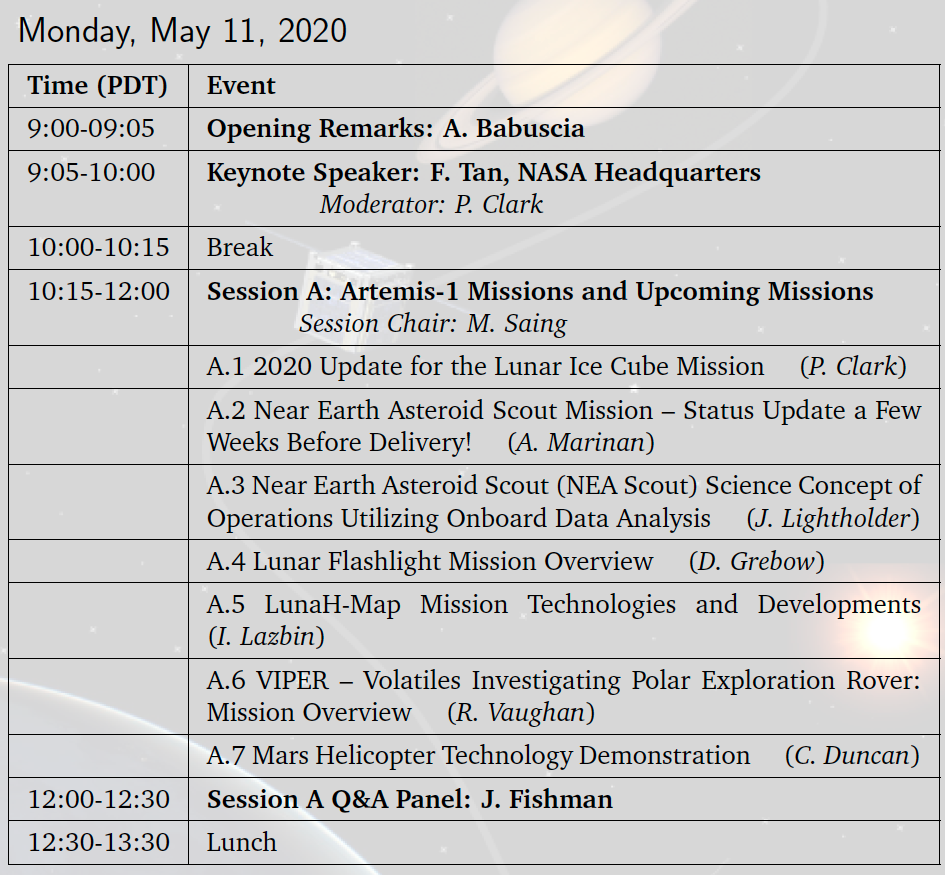 Monday, May 11, 2020
Time (PDT) Event
9:00-09:05 Opening Remarks: A. Babuscia
9:05-10:00 Keynote Speaker: F. Tan, NASA Headquarters
Moderator: P. Clark
10:00-10:15 Break
10:15-12:00 Session A: Artemis-1 Missions and Upcoming Missions
Session Chair: M. Saing
A.1 2020 Update for the Lunar Ice Cube Mission (P. Clark)
A.2 Near Earth Asteroid Scout Mission – Status Update a Few
Weeks Before Delivery! (A. Marinan)
A.3 Near Earth Asteroid Scout (NEA Scout) Science Concept of
Operations Utilizing Onboard Data Analysis (J. Lightholder)
A.4 Lunar Flashlight Mission Overview (D. Grebow)
A.5 LunaH-Map Mission Technologies and Developments
(I. Lazbin)
A.6 VIPER – Volatiles Investigating Polar Exploration Rover:
Mission Overview (R. Vaughan)
A.7 Mars Helicopter Technology Demonstration (C. Duncan)
12:00-12:30 Session A Q&A Panel: J. Fishman
12:30-13:30 Lunch